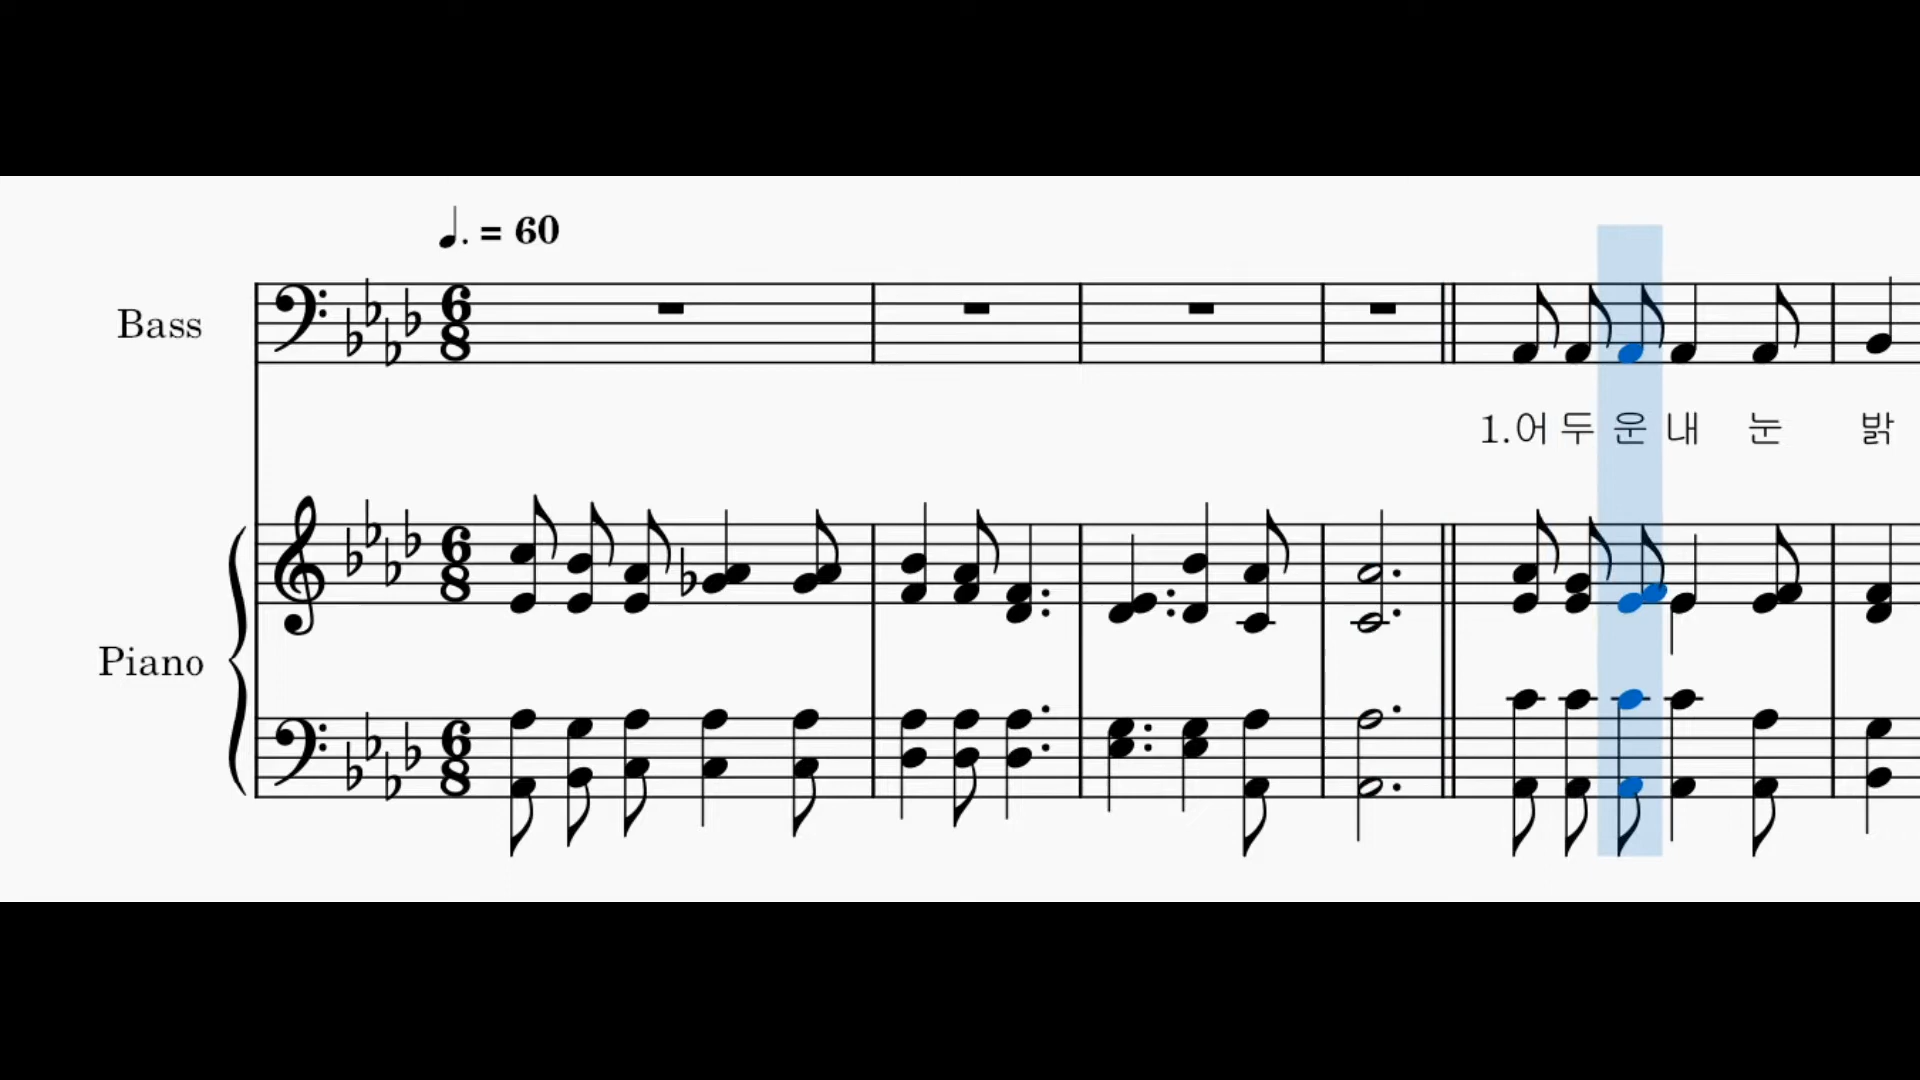 ♩. = 60
Bass
1.어 두 운 내 눈 밝
Piano